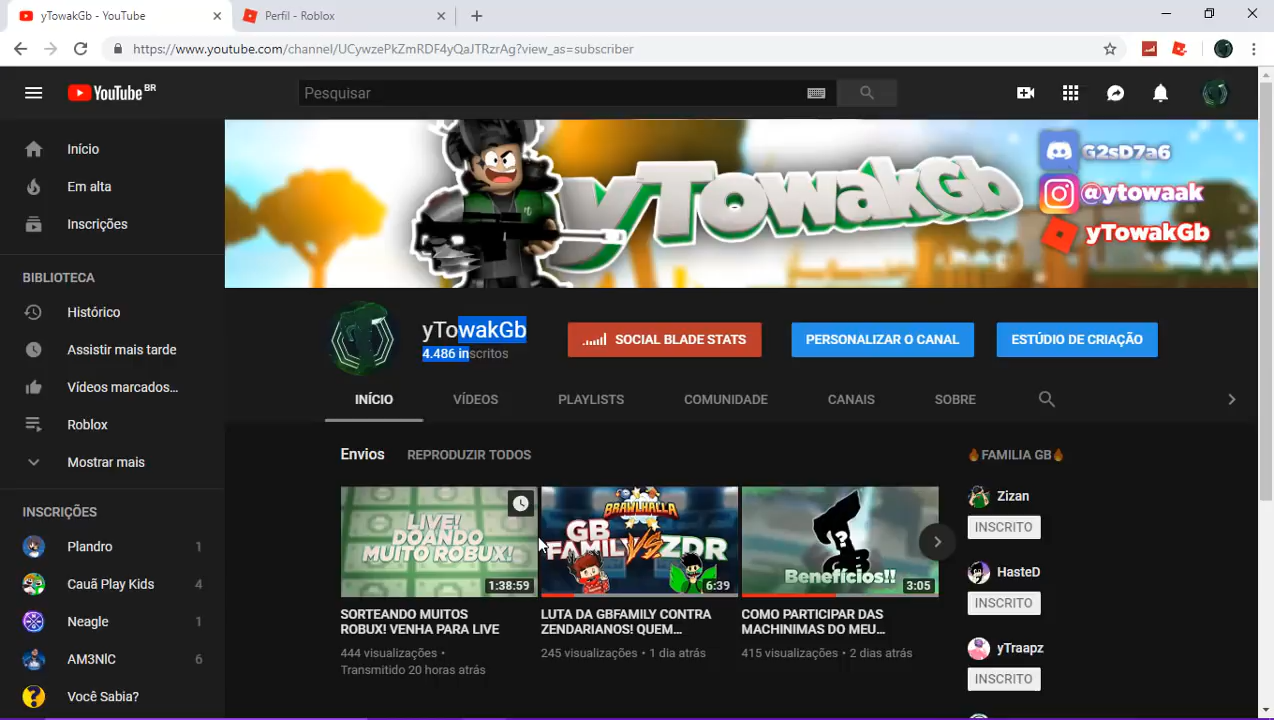 yTowakGb - YouTube
Perfil - Roblox
https://www.youtube.com/channel/UCywzePkZmRDF4yQaJTRzrAg?view_as=subscriber
YouTube BR
Pesquisar
Início
Em alta
Inscrições
BIBLIOTECA
Histórico
Assistir mais tarde
Vídeos marcados...
Roblox
Mostrar mais
INSCRIÇÕES
Plandro 1
Cauã Play Kids 4
Neagle 1
AM3NlC 6
Você Sabia?
yTowakGb
G2sD7a6
@ytowaak
yTowakGb
yTowakGb
4.486 inscritos
SOCIAL BLADE STATS
PERSONALIZAR O CANAL
ESTÚDIO DE CRIAÇÃO
INÍCIO
VÍDEOS
PLAYLISTS
COMUNIDADE
CANAIS
SOBRE
Envios
REPRODUZIR TODOS
LIVE!
DOANDO
MUITO ROBUX!
1:38:59
SORTEANDO MUITOS
ROBUX! VENHA PARA LIVE
444 visualizações •
Transmitido 20 horas atrás
BRAWLHALLA
GB
FAMILY VS ZDR
6:39
LUTA DA GBFAMILY CONTRA
ZENDARIANOS! QUEM...
245 visualizações • 1 dia atrás
?
Benefícios!!
3:05
COMO PARTICIPAR DAS
MACHINIMAS DO MEU...
415 visualizações • 2 dias atrás
🔥FAMILIA GB🔥
Zizan
INSCRITO
HasteD
INSCRITO
yTraapz
INSCRITO